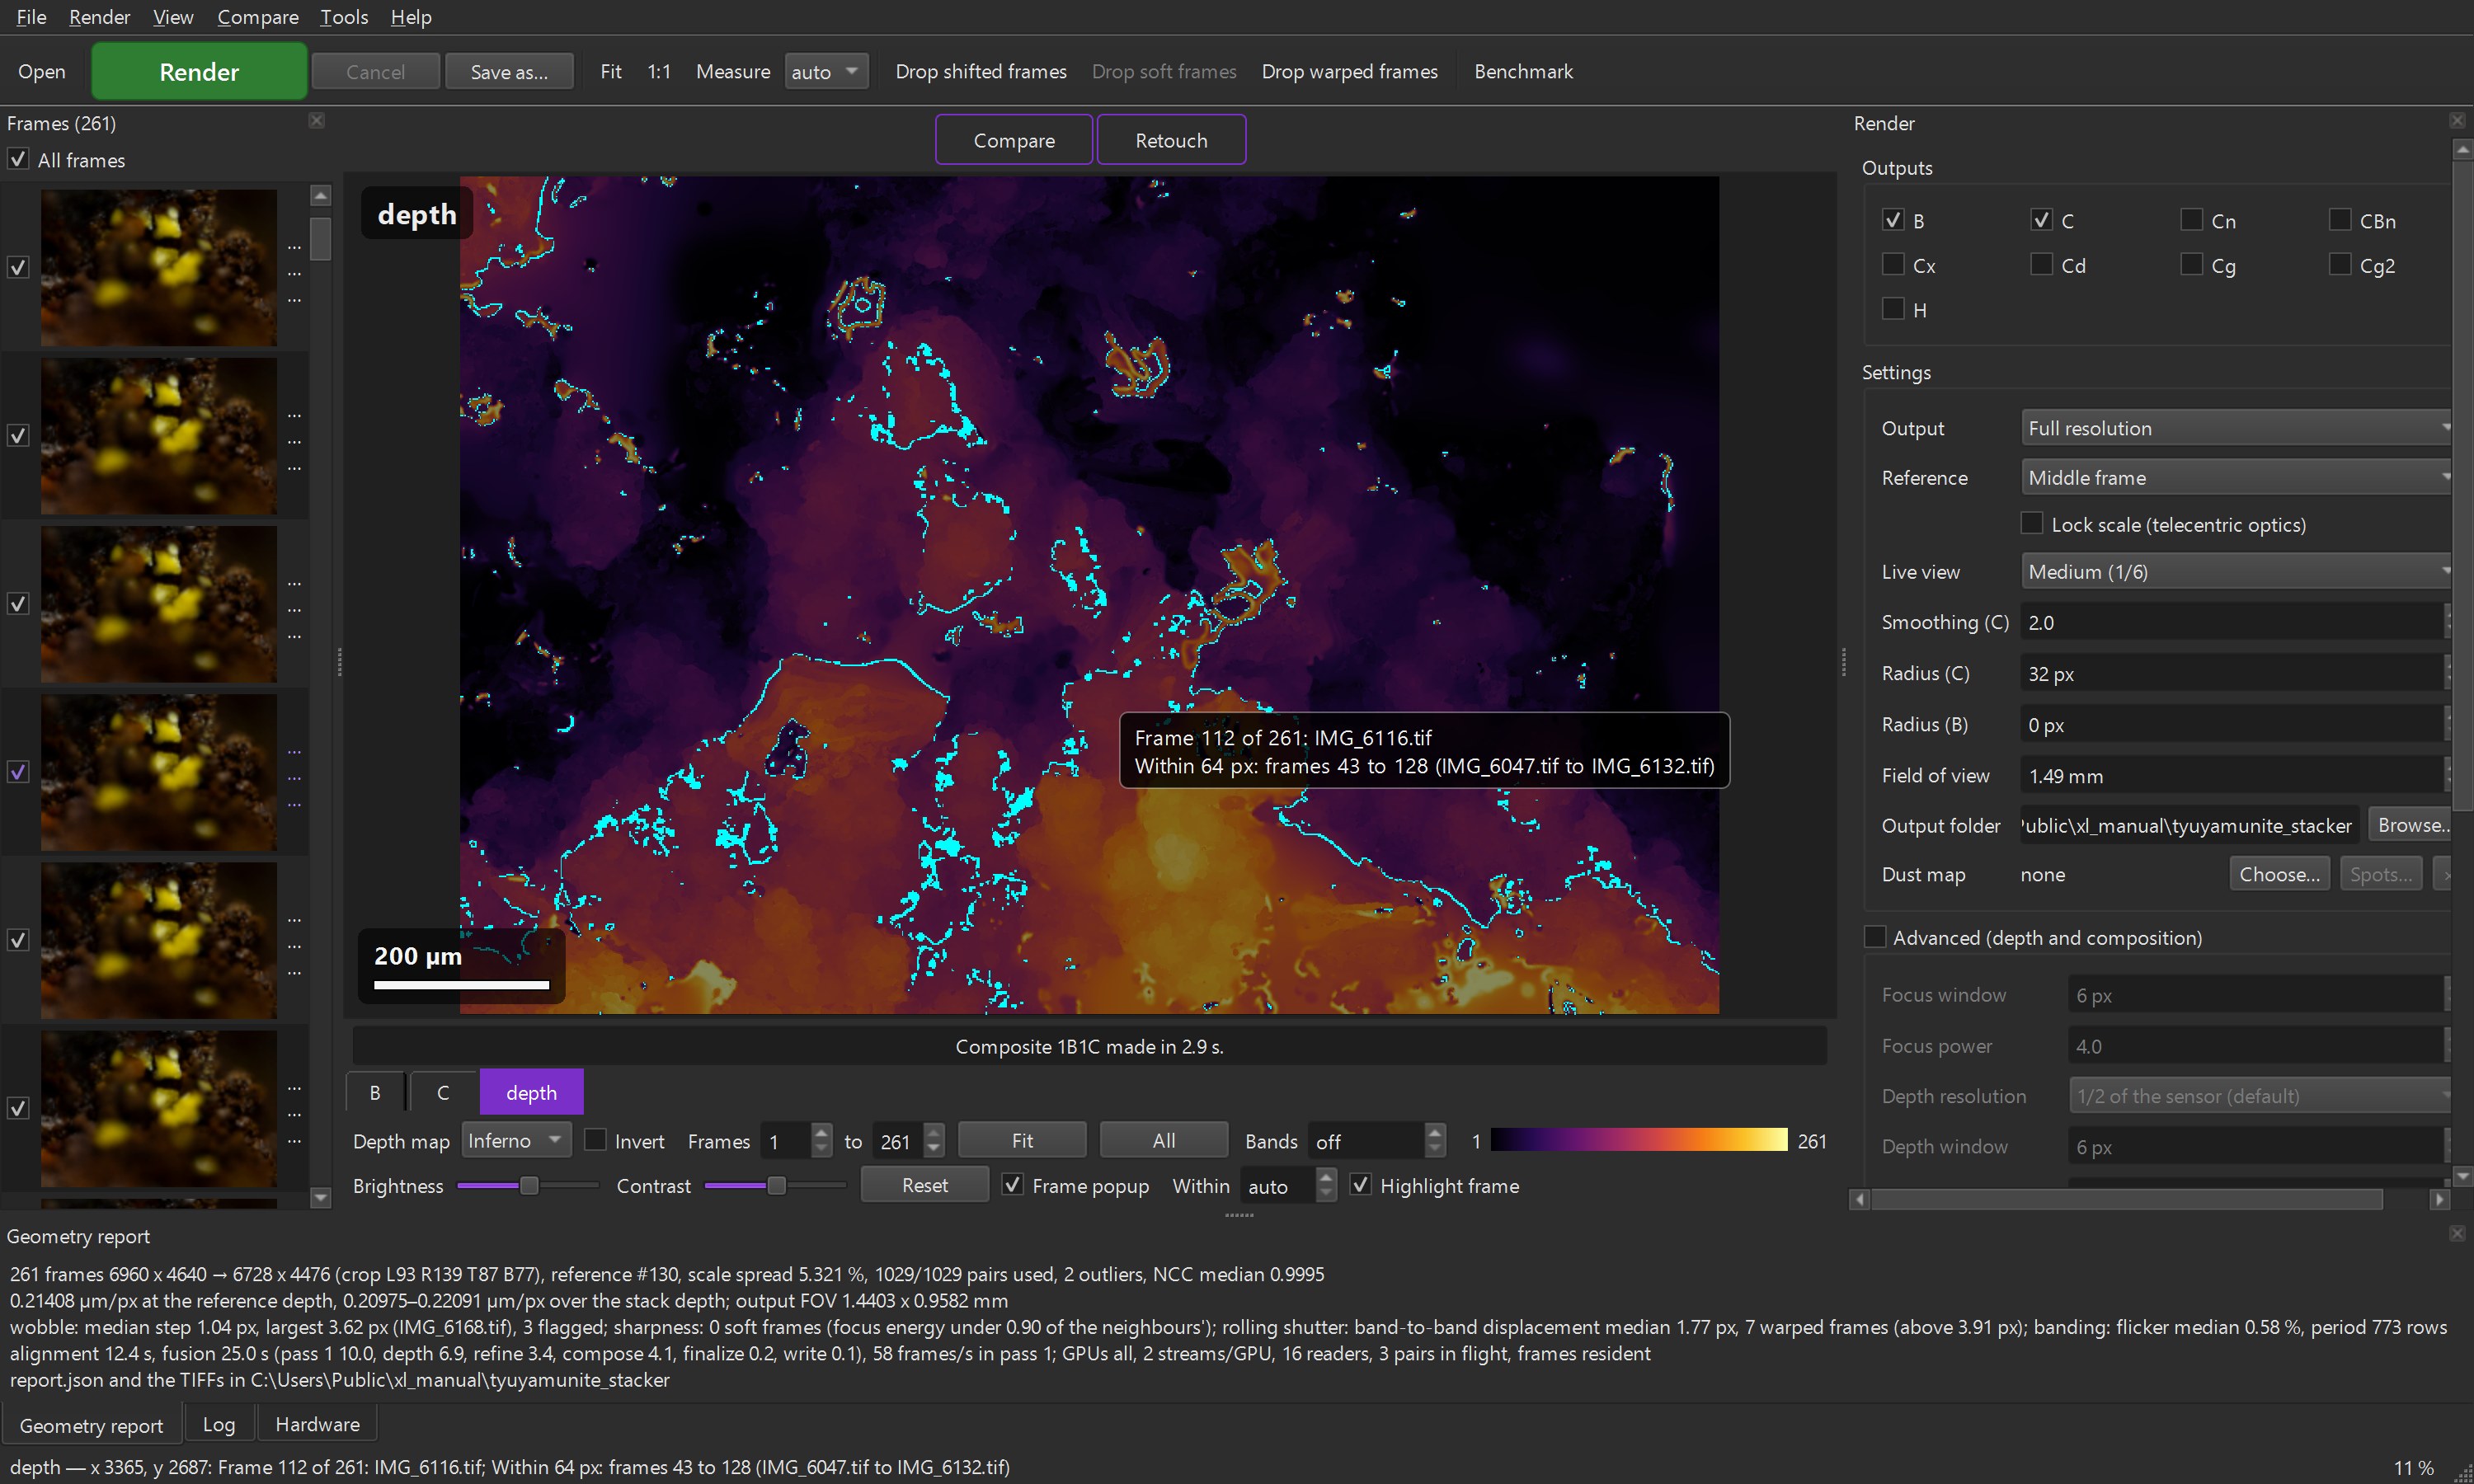 File Render View Compare Tools Help
Open Render Cancel Save as... Fit 1:1 Measure auto Drop shifted frames Drop soft frames Drop warped frames Benchmark
Frames (261)
All frames
Compare Retouch
depth
Frame 112 of 261: IMG_6116.tif
Within 64 px: frames 43 to 128 (IMG_6047.tif to IMG_6132.tif)
200 µm
Composite 1B1C made in 2.9 s.
B C depth
Depth map Inferno Invert Frames 1 to 261 Fit All Bands off 1 261
Brightness Contrast Reset Frame popup Within auto Highlight frame
Render
Outputs
B C Cn CBn
Cx Cd Cg Cg2
H
Settings
Output Full resolution
Reference Middle frame
Lock scale (telecentric optics)
Live view Medium (1/6)
Smoothing (C) 2.0
Radius (C) 32 px
Radius (B) 0 px
Field of view 1.49 mm
Output folder Public\xl_manual\tyuyamunite_stacker Browse...
Dust map none Choose... Spots...
Advanced (depth and composition)
Focus window 6 px
Focus power 4.0
Depth resolution 1/2 of the sensor (default)
Depth window 6 px
Geometry report
261 frames 6960 x 4640 → 6728 x 4476 (crop L93 R139 T87 B77), reference #130, scale spread 5.321 %, 1029/1029 pairs used, 2 outliers, NCC median 0.9995
0.21408 µm/px at the reference depth, 0.20975–0.22091 µm/px over the stack depth; output FOV 1.4403 x 0.9582 mm
wobble: median step 1.04 px, largest 3.62 px (IMG_6168.tif), 3 flagged; sharpness: 0 soft frames (focus energy under 0.90 of the neighbours'); rolling shutter: band-to-band displacement median 1.77 px, 7 warped frames (above 3.91 px); banding: flicker median 0.58 %, period 773 rows
alignment 12.4 s, fusion 25.0 s (pass 1 10.0, depth 6.9, refine 3.4, compose 4.1, finalize 0.2, write 0.1), 58 frames/s in pass 1; GPUs all, 2 streams/GPU, 16 readers, 3 pairs in flight, frames resident
report.json and the TIFFs in C:\Users\Public\xl_manual\tyuyamunite_stacker
Geometry report Log Hardware
depth — x 3365, y 2687: Frame 112 of 261: IMG_6116.tif; Within 64 px: frames 43 to 128 (IMG_6047.tif to IMG_6132.tif) 11 %